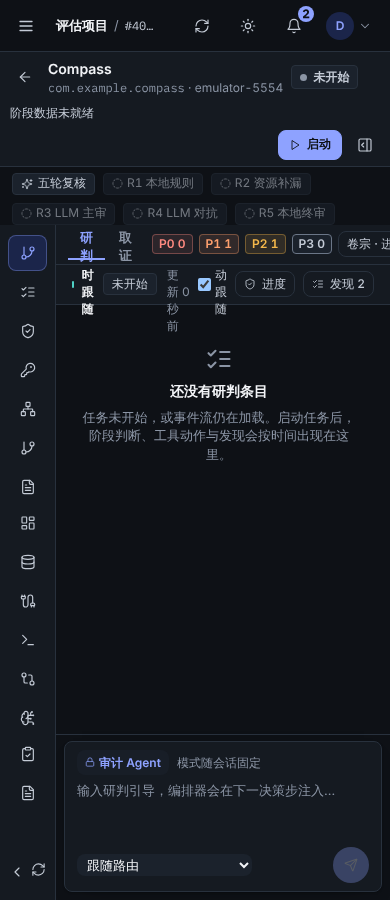 评估项目 / #40…
2
D
Compass
com.example.compass · emulator-5554
未开始
阶段数据未就绪
启动
五轮复核 R1 本地规则 R2 资源补漏
R3 LLM 主审 R4 LLM 对抗 R5 本地终审
研判 取证 P0 0 P1 1 P2 1 P3 0 卷宗 · 
时跟随 未开始 更新 0 秒前 动跟随 进度 发现 2
还没有研判条目
任务未开始，或事件流仍在加载。启动任务后，
阶段判断、工具动作与发现会按时间出现在这
里。
审计 Agent 模式随会话固定
输入研判引导，编排器会在下一决策步注入...
跟随路由